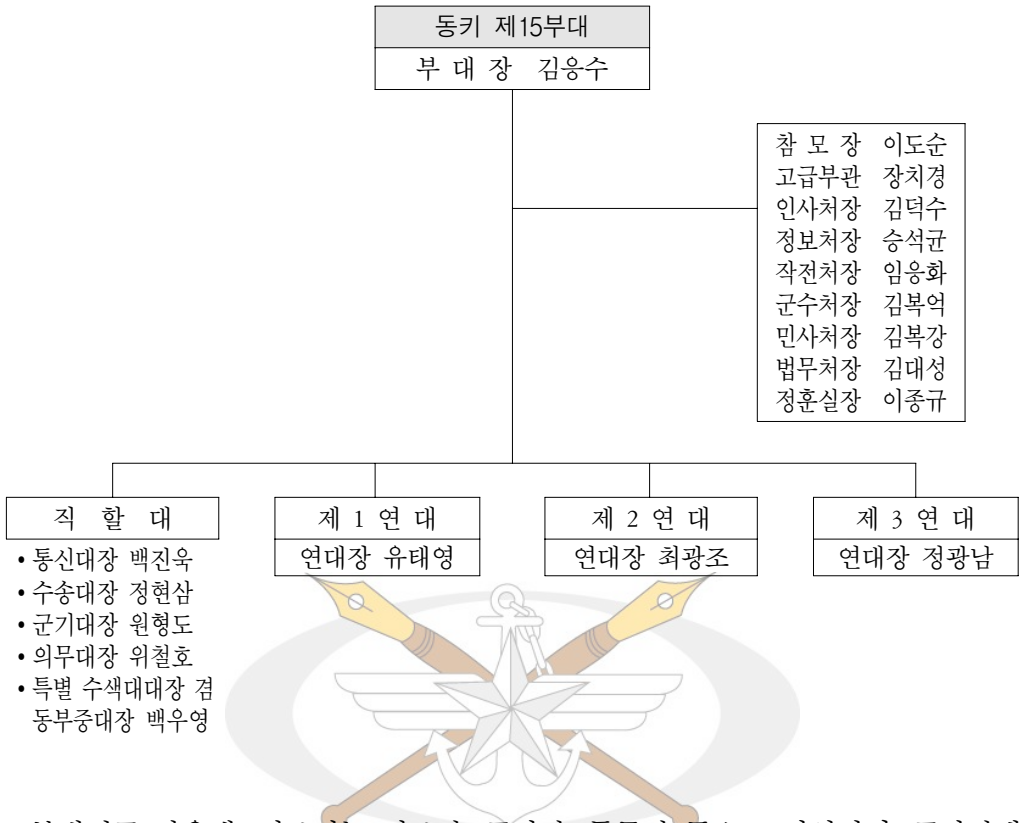 동키 제15부대
부 대 장 김응수
참 모 장 이도순
고급부관 장치경
인사처장 김덕수
정보처장 승석균
작전처장 임응화
군수처장 김복억
민사처장 김복강
법무처장 김대성
정훈실장 이종규
직 할 대
• 통신대장 백진욱
• 수송대장 정현삼
• 군기대장 원형도
• 의무대장 위철호
• 특별 수색대대장 겸
동부중대장 백우영
제 1 연 대
연대장 유태영
제 2 연 대
연대장 최광조
제 3 연 대
연대장 정광남